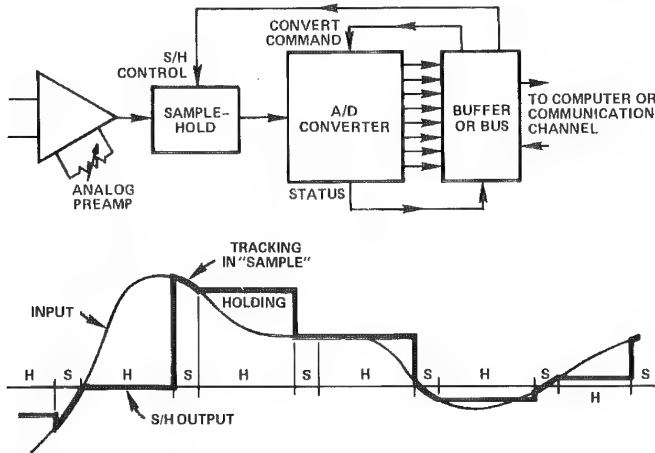 CONVERT
COMMAND
S/H
CONTROL
SAMPLE-
HOLD
A/D
CONVERTER
BUFFER
OR BUS
TO COMPUTER OR
COMMUNICATION
CHANNEL
ANALOG
PREAMP
STATUS
TRACKING
IN "SAMPLE"
INPUT
HOLDING
H S H S H S H S H S S
H
S/H OUTPUT